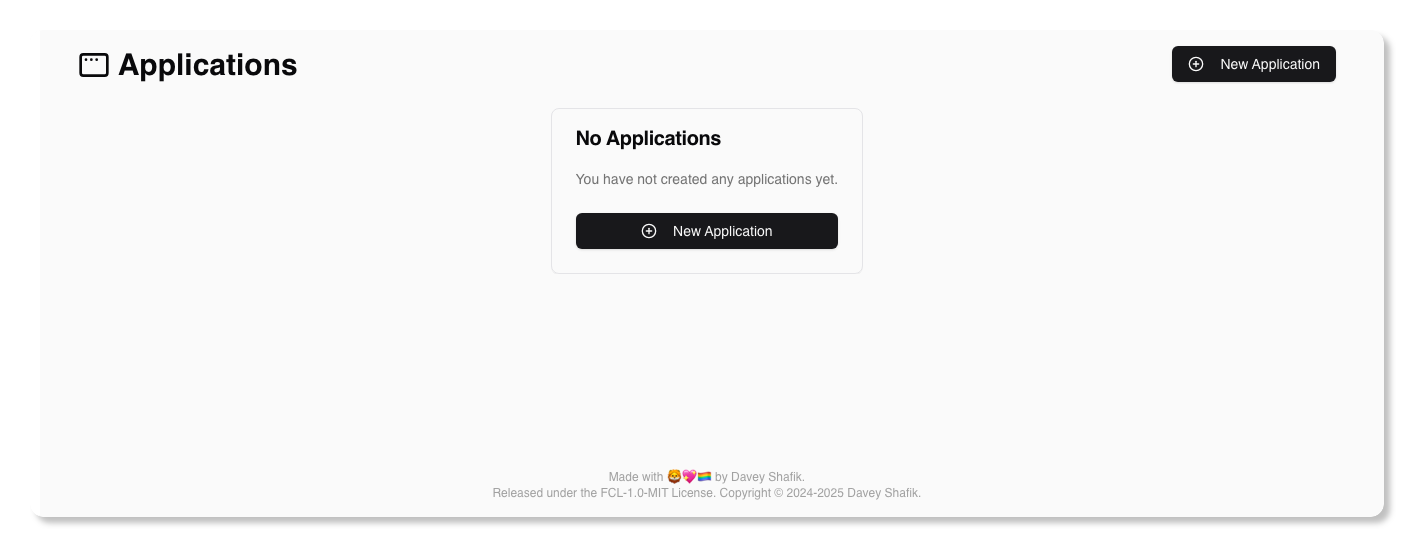 Applications
New Application
No Applications
You have not created any applications yet.
New Application
Made with 🦁💖🏳️‍🌈 by Davey Shafik.
Released under the FCL-1.0-MIT License. Copyright © 2024-2025 Davey Shafik.